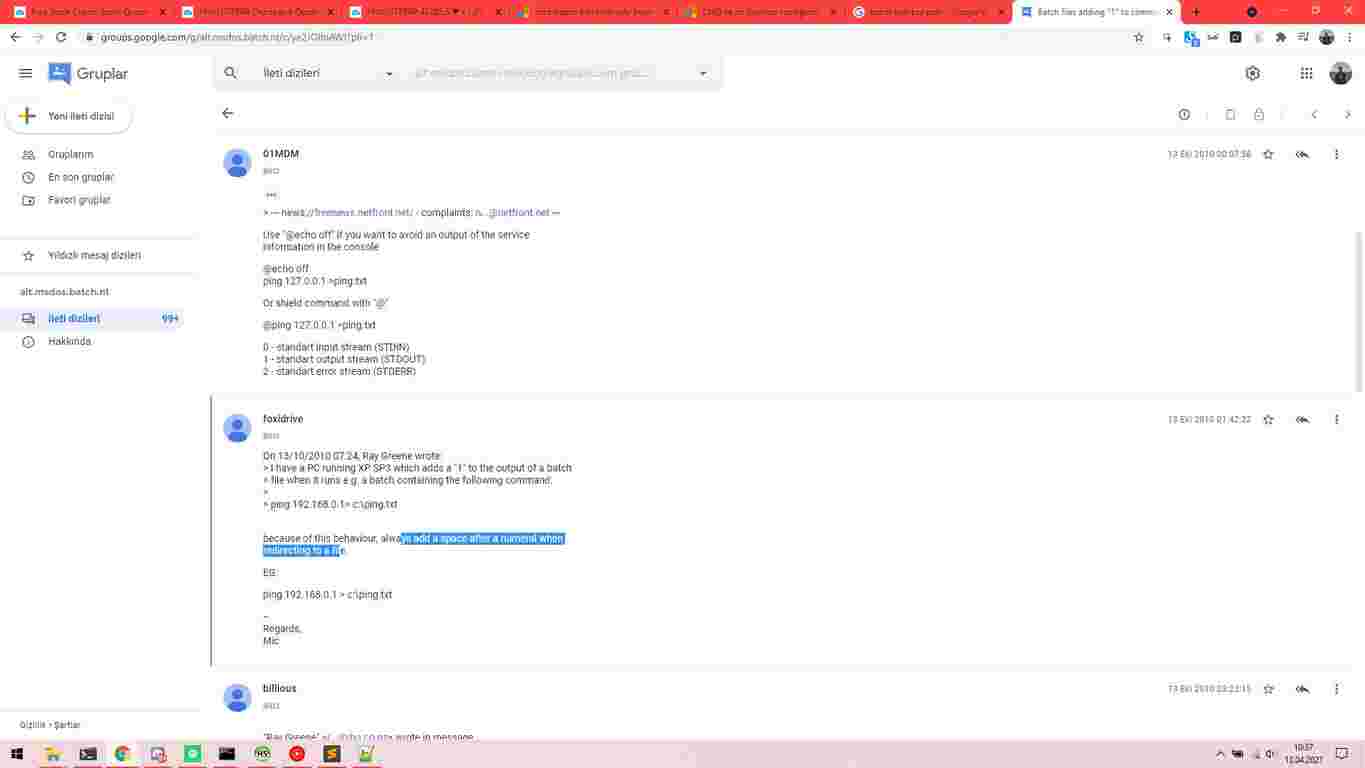 Batch files adding "1" to comm
groups.google.com/g/alt.msdos.batch.nt/c/
Gruplar
İleti dizileri
Yeni ileti dizisi
Gruplarım
En son gruplar
Favori gruplar
Yıldızlı mesaj dizileri
alt.msdos.batch.nt
İleti dizileri
99+
Hakkında
Gizlilik • Şartlar
01MDM
13 Eki 2010 00:07:56
> --- news://freenews.netfront.net/ - complaints: n...@netfront.net ---
Use "@echo off" if you want to avoid an output of the service
information in the console
@echo off
ping 127.0.0.1 >ping.txt
Or shield command with "@"
@ping 127.0.0.1 >ping.txt
0 - standart input stream (STDIN)
1 - standart output stream (STDOUT)
2 - standart error stream (STDERR)
foxidrive
13 Eki 2010 01:42:22
On 13/10/2010 07:24, Ray Greene wrote:
> I have a PC running XP SP3 which adds a "1" to the output of a batch
> file when it runs e.g. a batch containing the following command:
>
> ping 192.168.0.1> c:\ping.txt
because of this behaviour, always add a space after a numeral when
redirecting to a file.
EG:
ping 192.168.0.1 > c:\ping.txt
--
Regards,
Mic
billious
13 Eki 2010 03:23:15
"Ray Greene" wrote in message
10:37
13.04.2021